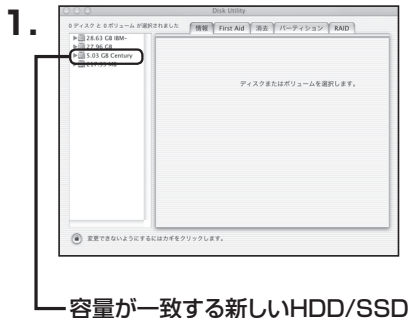 1.
Disk Utility
0 ディスク と 0 ボリューム が選択されました
情報 First Aid 消去 パーティション RAID
28.63 GB IBM-
27.96 GB
5.03 GB Century
ディスクまたはボリュームを選択します。
変更できないようにするにはカギをクリックします。
容量が一致する新しいHDD/SSD